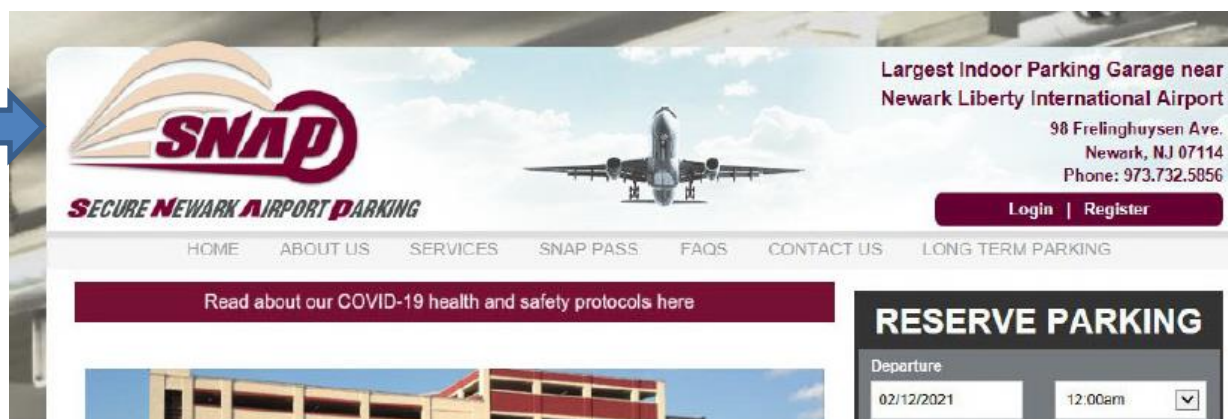 SNAP
SECURE NEWARK AIRPORT PARKING
Largest Indoor Parking Garage near
Newark Liberty International Airport
98 Frelinghuysen Ave.
Newark, NJ 07114
Phone: 973.732.5856
Login | Register
HOME ABOUT US SERVICES SNAP PASS FAQS CONTACT US LONG TERM PARKING
Read about our COVID-19 health and safety protocols here
RESERVE PARKING
Departure
02/12/2021 12:00am